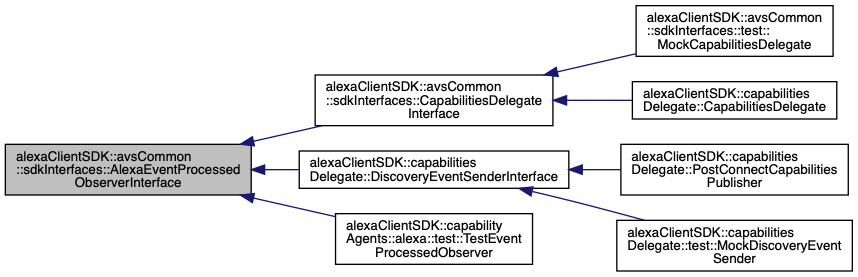 alexaClientSDK::avsCommon
::sdkInterfaces::test::
MockCapabilitiesDelegate
alexaClientSDK::avsCommon
::sdkInterfaces::CapabilitiesDelegate
Interface
alexaClientSDK::capabilities
Delegate::CapabilitiesDelegate
alexaClientSDK::avsCommon
::sdkInterfaces::AlexaEventProcessed
ObserverInterface
alexaClientSDK::capabilities
Delegate::DiscoveryEventSenderInterface
alexaClientSDK::capabilities
Delegate::PostConnectCapabilities
Publisher
alexaClientSDK::capability
Agents::alexa::test::TestEvent
ProcessedObserver
alexaClientSDK::capabilities
Delegate::test::MockDiscoveryEvent
Sender